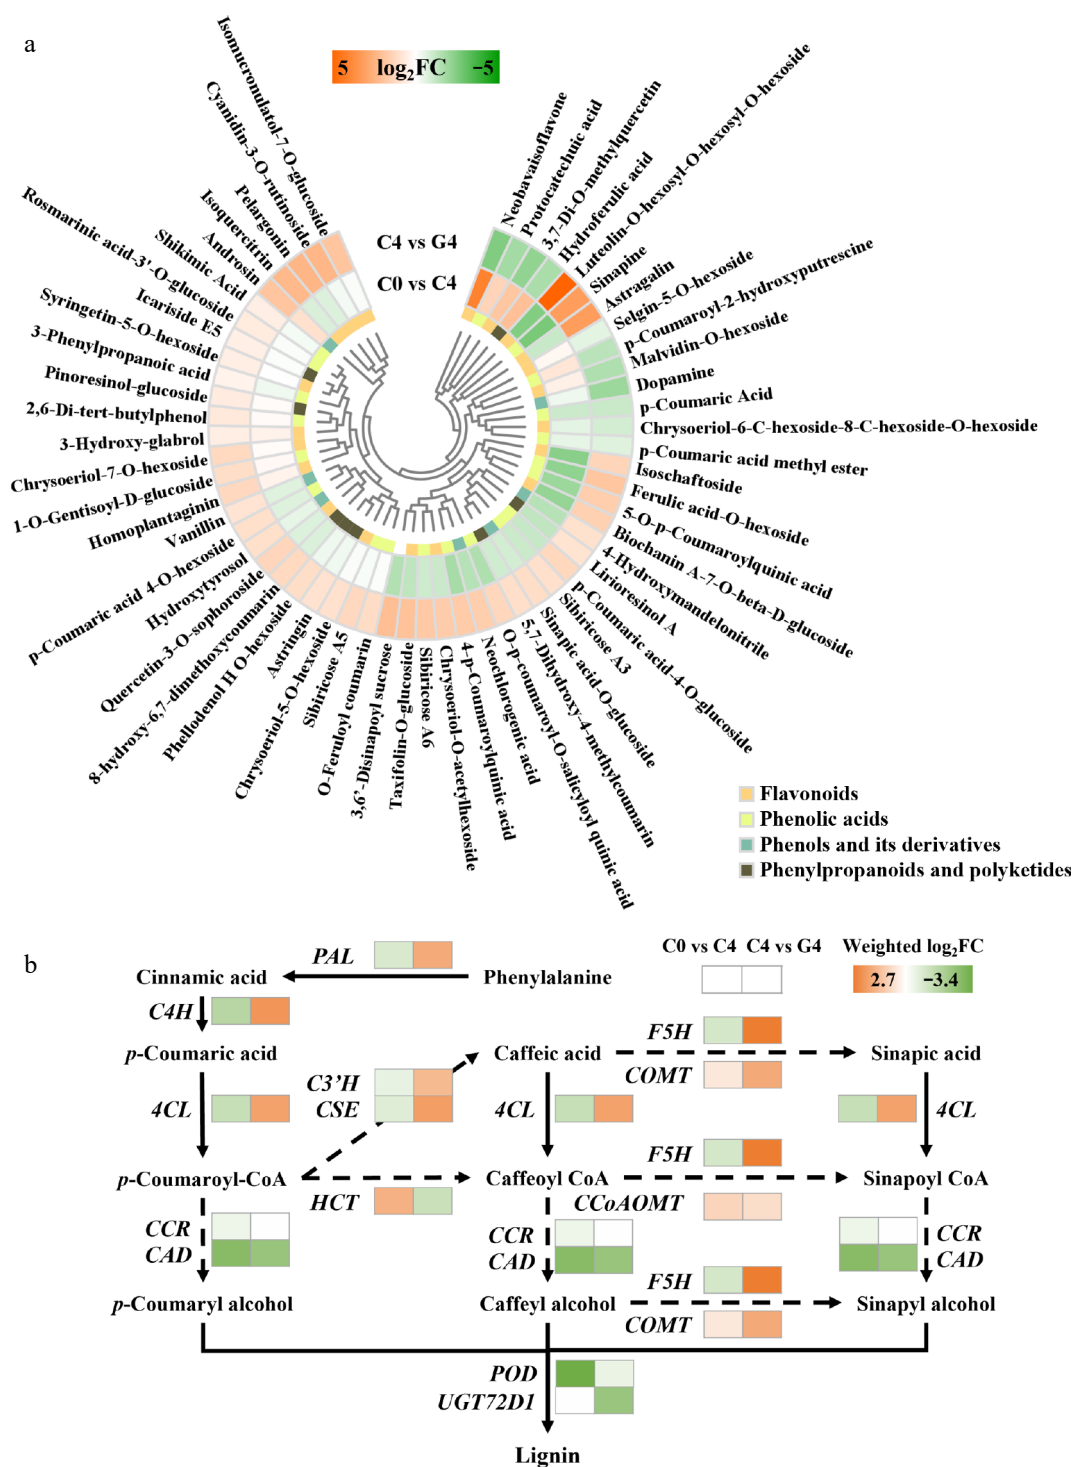 a
5 log2FC −5
C4 vs G4
C0 vs C4
Isomucronulatol-7-O-glucoside
Cyanidin-3-O-rutinoside
Pelargonin
Isoquercitrin
Androsin
Shikimic Acid
Rosmarinic acid-3'-O-glucoside
Icariside E5
Syringetin-5-O-hexoside
3-Phenylpropanoic acid
Pinoresinol-glucoside
2,6-Di-tert-butylphenol
3-Hydroxy-glabrol
Chrysoeriol-7-O-hexoside
1-O-Gentisoyl-D-glucoside
Homoplantaginin
Vanillin
p-Coumaric acid 4-O-hexoside
Hydroxytyrosol
Quercetin-3-O-sophoroside
8-hydroxy-6,7-dimethoxycoumarin
Phellodenol H O-hexoside
Astringin
Chrysoeriol-5-O-hexoside
Sibiricose A5
O-Feruloyl coumarin
3,6'-Disinapoyl sucrose
Taxifolin-O-glucoside
Sibiricose A6
Chrysoeriol-O-acetylhexoside
4-p-Coumaroylquinic acid
Neochlorogenic acid
O-p-coumaroyl-O-salicyloyl quinic acid
5,7-Dihydroxy-4-methylcoumarin
Sinapic acid-O-glucoside
Sibiricose A3
p-Coumaric acid-4-O-glucoside
Lirioresinol A
4-Hydroxymandelonitrile
Biochanin A-7-O-beta-D-glucoside
5-O-p-Coumaroylquinic acid
Ferulic acid-O-hexoside
Isoschaftoside
p-Coumaric acid methyl ester
Chrysoeriol-6-C-hexoside-8-C-hexoside-O-hexoside
p-Coumaric Acid
Dopamine
Malvidin-O-hexoside
p-Coumaroyl-2-hydroxyputrescine
Selgin-5-O-hexoside
Astragalin
Sinapine
Luteolin-O-hexosyl-O-hexosyl-O-hexoside
Hydroferulic acid
3,7-Di-O-methylquercetin
Protocatechuic acid
Neobavaisoflavone
Flavonoids
Phenolic acids
Phenols and its derivatives
Phenylpropanoids and polyketides
b
C0 vs C4 C4 vs G4 Weighted log2FC
2.7 −3.4
PAL
Cinnamic acid Phenylalanine
C4H
F5H
p-Coumaric acid Caffeic acid Sinapic acid
COMT
C3’H
CSE
4CL 4CL 4CL
F5H
p-Coumaroyl-CoA Caffeoyl CoA Sinapoyl CoA
HCT CCoAOMT
CCR CCR CCR
CAD CAD CAD
F5H
p-Coumaryl alcohol Caffeyl alcohol Sinapyl alcohol
COMT
POD
UGT72D1
Lignin